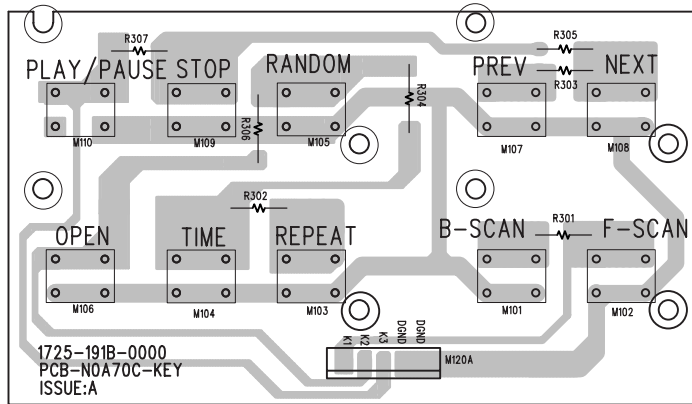 R307
R305
PLAY/PAUSE STOP RANDOM PREV NEXT
R303
R304
R306
M110 M109 M105 M107 M108
R302
R301
OPEN TIME REPEAT B-SCAN F-SCAN
M106 M104 M103 M101 M102
K1 K2 K3 DGND DGND
M120A
1725-191B-0000
PCB-N0A70C-KEY
ISSUE:A